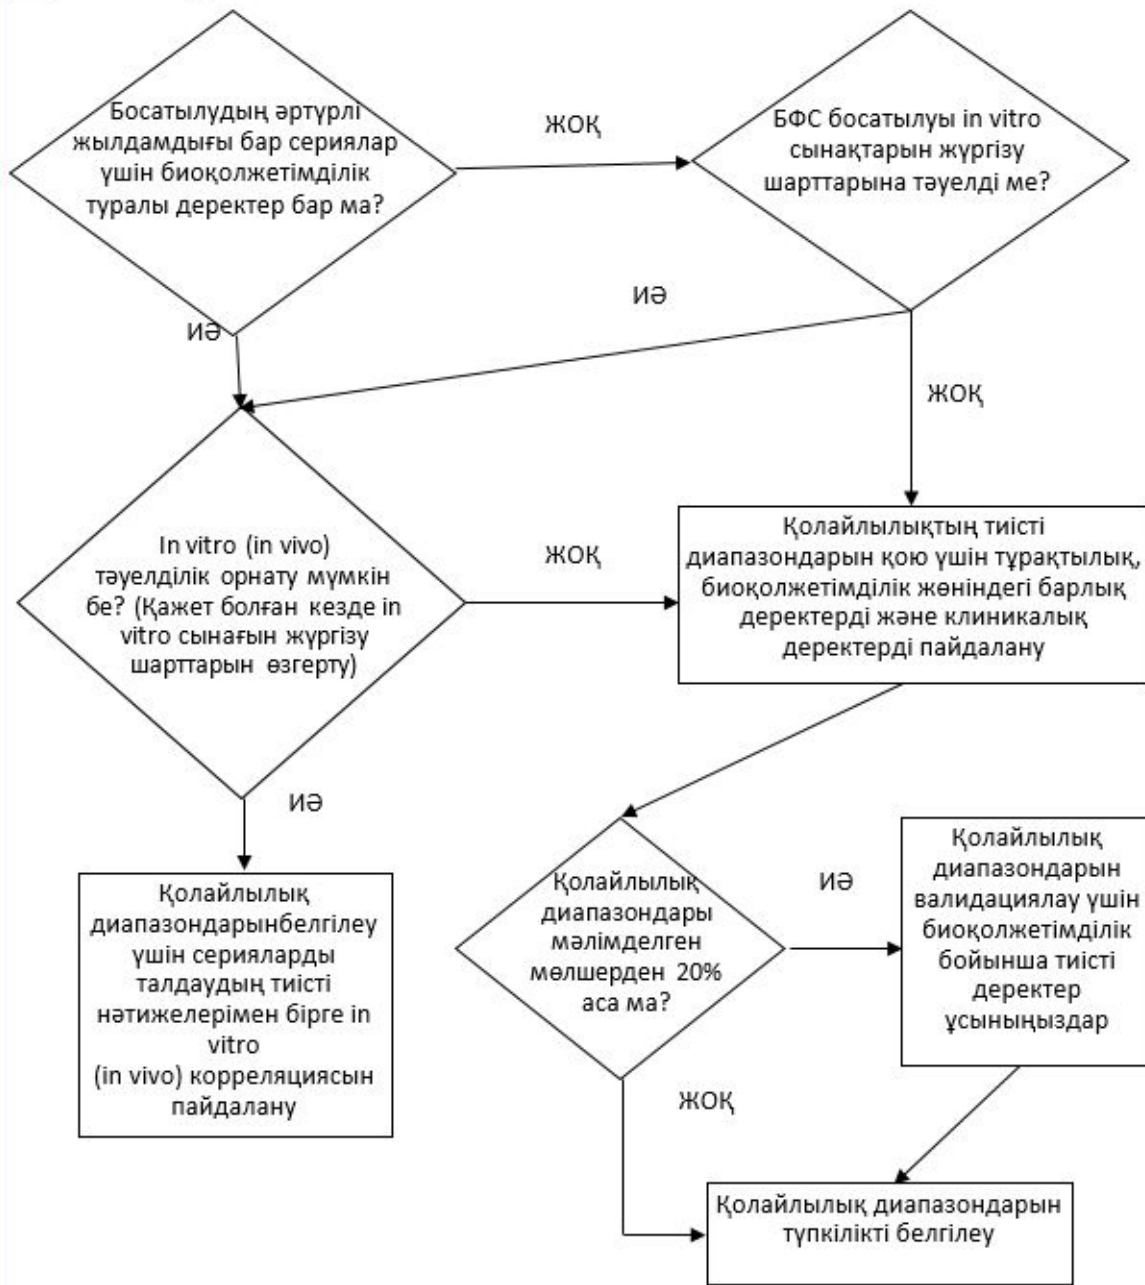 Босатылудың әртүрлі
жылдамдығы бар сериялар
үшін биоқолжетімділік
туралы деректер бар ма?
ЖОҚ
БФС босатылуы in vitro
сынақтарын жүргізу
шарттарына тәуелді ме?
ИӘ
ИӘ
ЖОҚ
In vitro (in vivo)
тәуелділік орнату мүмкін
бе? (Қажет болған кезде in
vitro сынағын жүргізу
шарттарын өзгерту)
ЖОҚ
Қолайлылықтың тиісті
диапазондарын қою үшін тұрақтылық,
биоқолжетімділік жөніндегі барлық
деректерді және клиникалық
деректерді пайдалану
ИӘ
Қолайлылық
диапазондарынбелгілеу
үшін серияларды
талдаудың тиісті
нәтижелерімен бірге in
vitro
(in vivo) корреляциясын
пайдалану
Қолайлылық
диапазондары
мәлімделген
мөлшерден 20%
аса ма?
ИӘ
Қолайлылық
диапазондарын
валидациялау үшін
биоқолжетімділік
бойынша тиісті
деректер
ұсыныңыздар
ЖОҚ
Қолайлылық диапазондарын
түпкілікті белгілеу